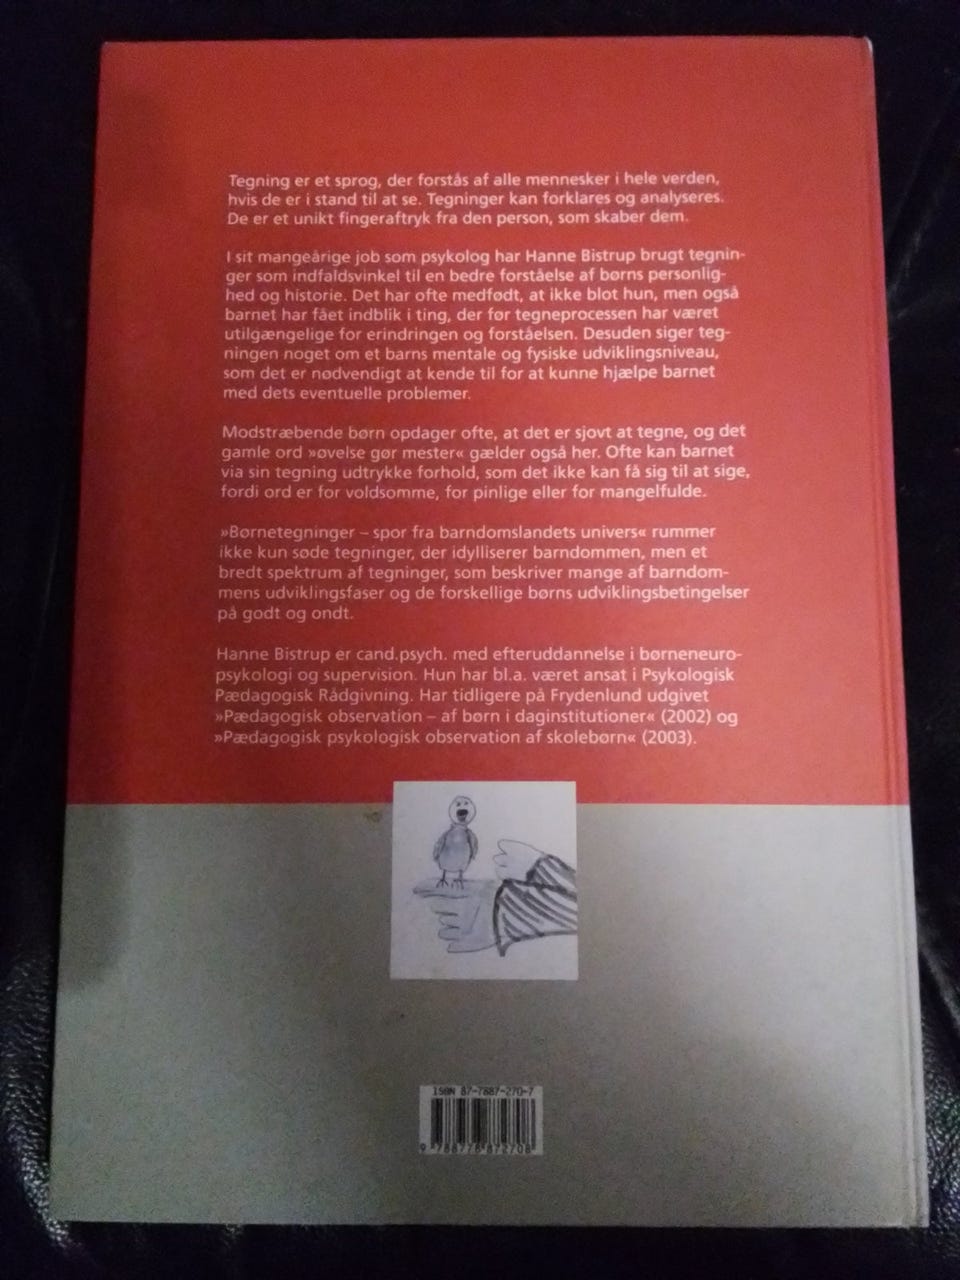 Tegning er et sprog, der forstås af alle mennesker i hele verden,
hvis de er i stand til at se. Tegninger kan forklares og analyseres.
De er et unikt fingeraftryk fra den person, som skaber dem.
I sit mangeårige job som psykolog har Hanne Bistrup brugt tegnin-
ger som indfaldsvinkel til en bedre forståelse af børns personlig-
hed og historie. Det har ofte medfødt, at ikke blot hun, men også
barnet har fået indblik i ting, der før tegneprocessen har været
utilgængelige for erindringen og forståelsen. Desuden siger teg-
ningen noget om et barns mentale og fysiske udviklingsniveau,
som det er nødvendigt at kende til for at kunne hjælpe barnet
med dets eventuelle problemer.
Modstræbende børn opdager ofte, at det er sjovt at tegne, og det
gamle ord »øvelse gør mester« gælder også her. Ofte kan barnet
via sin tegning udtrykke forhold, som det ikke kan få sig til at sige,
fordi ord er for voldsomme, for pinlige eller for mangelfulde.
»Børnetegninger – spor fra barndomslandets univers« rummer
ikke kun søde tegninger, der idylliserer barndommen, men et
bredt spektrum af tegninger, som beskriver mange af barndom-
mens udviklingsfaser og de forskellige børns udviklingsbetingelser
på godt og ondt.
Hanne Bistrup er cand.psych. med efteruddannelse i børneneuro-
psykologi og supervision. Hun har bl.a. været ansat i Psykologisk
Pædagogisk Rådgivning. Har tidligere på Frydenlund udgivet
»Pædagogisk observation – af børn i daginstitutioner« (2002) og
»Pædagogisk psykologisk observation af skolebørn« (2003).
ISBN 87-7887-270-7
9 788778 872708